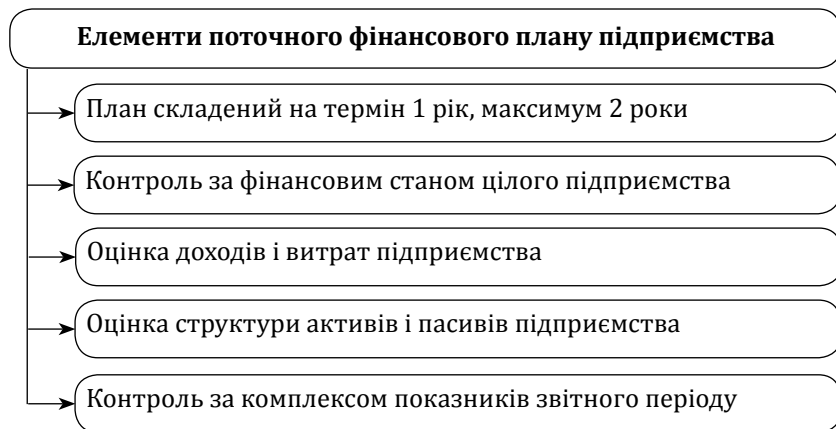 Елементи поточного фінансового плану підприємства
План складений на термін 1 рік, максимум 2 роки
Контроль за фінансовим станом цілого підприємства
Оцінка доходів і витрат підприємства
Оцінка структури активів і пасивів підприємства
Контроль за комплексом показників звітного періоду